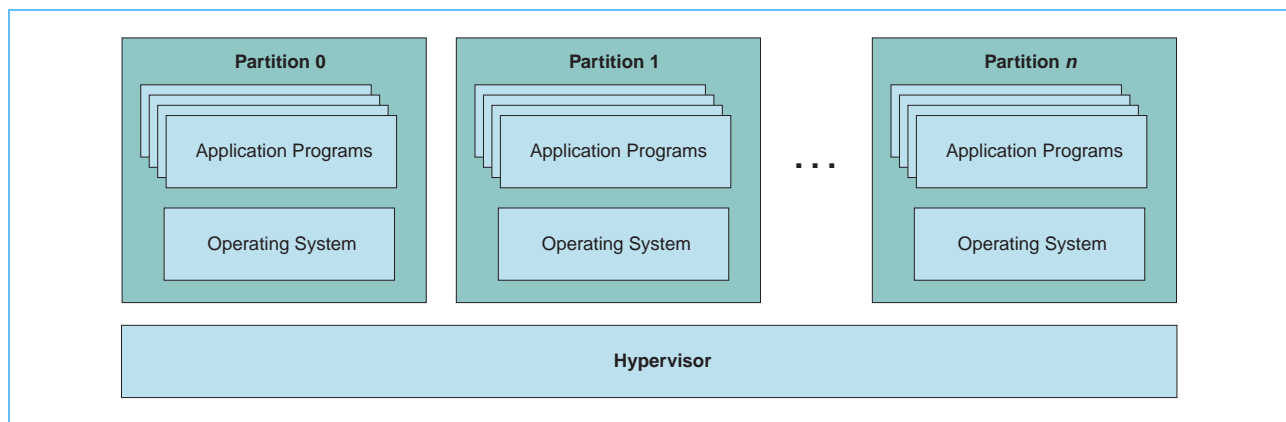 Partition 0
Partition 1
Partition n
Application Programs
Application Programs
. . .
Application Programs
Operating System
Operating System
Operating System
Hypervisor